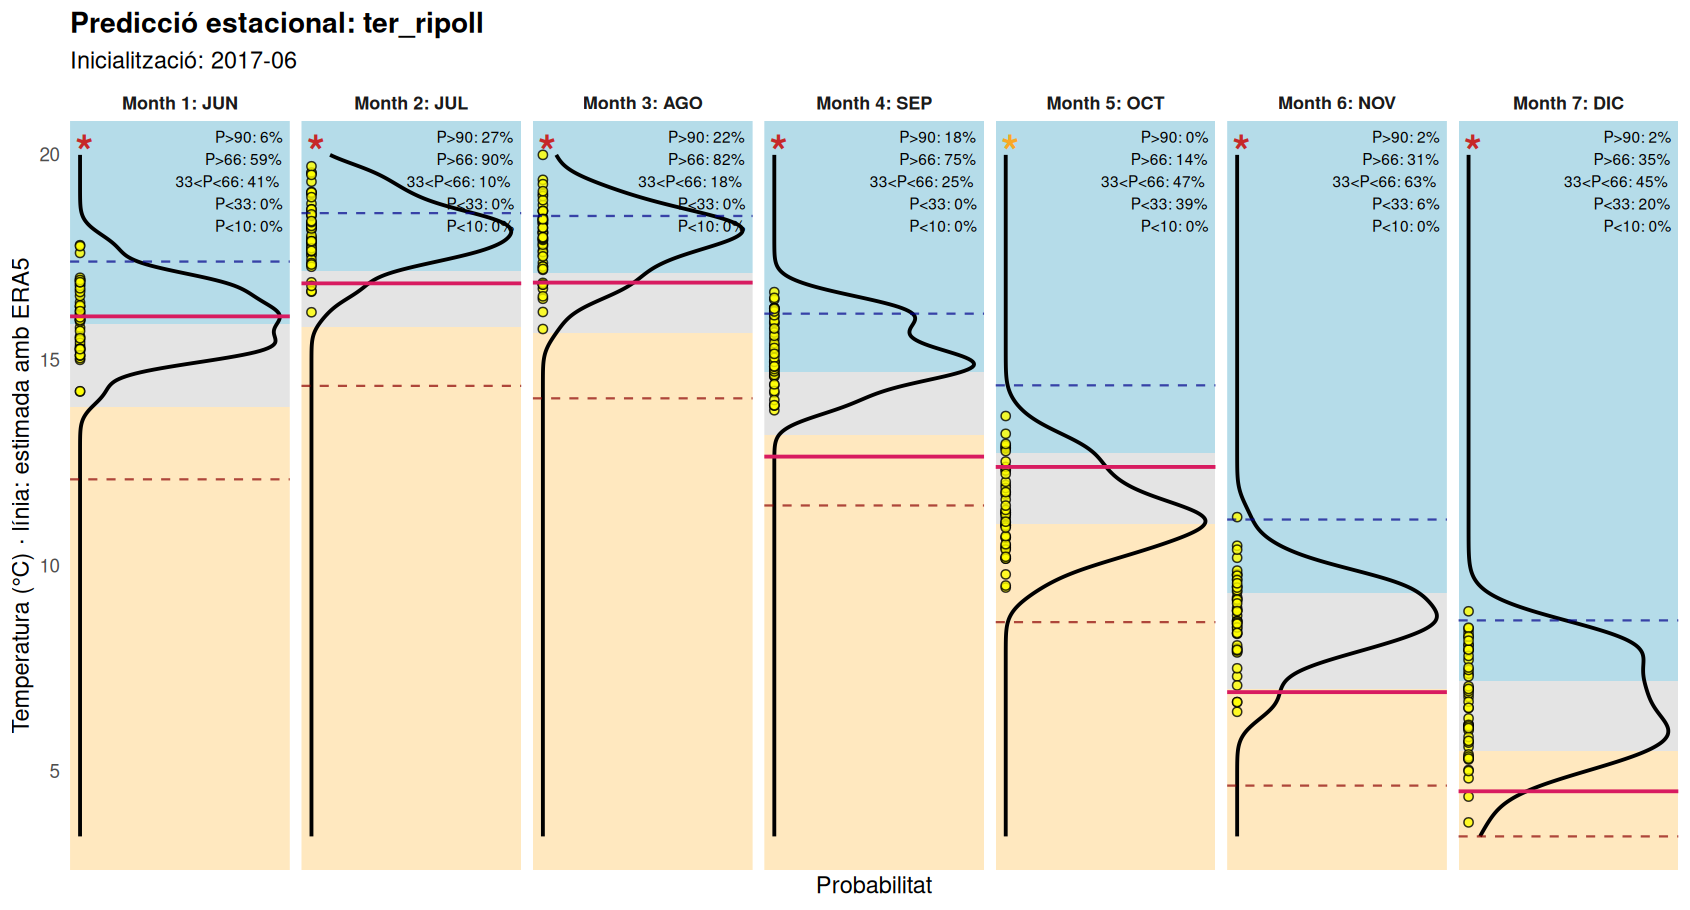 Predicció estacional: ter_ripoll
Inicialització: 2017-06
Month 1: JUN
Month 2: JUL
Month 3: AGO
Month 4: SEP
Month 5: OCT
Month 6: NOV
Month 7: DIC
*
P>90: 6%
P>66: 59%
33<P<66: 41%
P<33: 0%
P<10: 0%
*
P>90: 27%
P>66: 90%
33<P<66: 10%
P<33: 0%
P<10: 0%
*
P>90: 22%
P>66: 82%
33<P<66: 18%
P<33: 0%
P<10: 0%
*
P>90: 18%
P>66: 75%
33<P<66: 25%
P<33: 0%
P<10: 0%
*
P>90: 0%
P>66: 14%
33<P<66: 47%
P<33: 39%
P<10: 0%
*
P>90: 2%
P>66: 31%
33<P<66: 63%
P<33: 6%
P<10: 0%
*
P>90: 2%
P>66: 35%
33<P<66: 45%
P<33: 20%
P<10: 0%
20
15
10
5
Temperatura (°C) · línia: estimada amb ERA5
Probabilitat